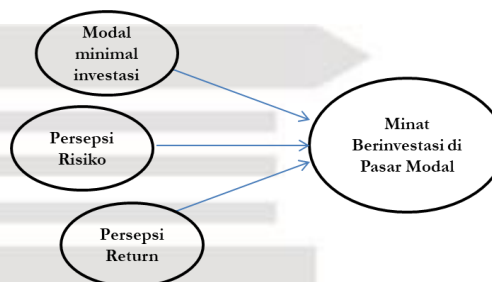 Modal
minimal
investasi
Persepsi
Risiko
Persepsi
Return
Minat
Berinvestasi di
Pasar Modal